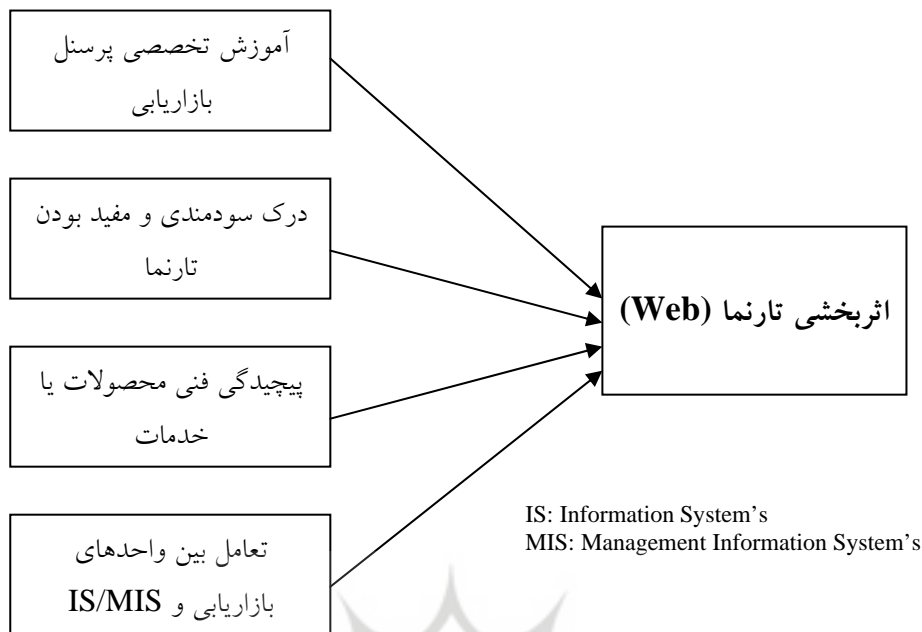 آموزش تخصصی پرسنل
بازاریابی
درک سودمندی و مفید بودن
تارنما
پیچیدگی فنی محصولات یا
خدمات
تعامل بین واحدهای
بازاریابی و IS/MIS
اثربخشی تارنما (Web)
IS: Information System's
MIS: Management Information System's